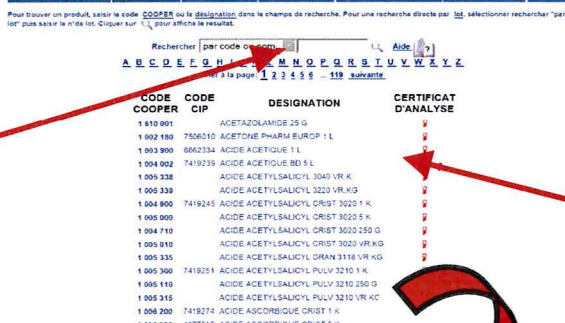 Pour trouver un produit, saisir le code COOPER ou la désignation dans le champs de recherche. Pour une recherche directe par lot, sélectionner rechercher "par
lot" puis saisir le n°de lot. Cliquer sur pour affiche le resultat.
Rechercher par code ou nom Aide ?
A B C D E F G H I N O P Q R S T U V W X Y Z
à la page: 1 2 3 4 5 6 ... 119 suivante
CODE COOPER CODE CIP DESIGNATION CERTIFICAT D'ANALYSE
1 610 001 ACETAZOLAMIDE 25 G
1 002 180 7506010 ACETONE PHARM EUROP 1 L
1 003 900 6862334 ACIDE ACETIQUE 1 L
1 004 002 7419239 ACIDE ACETIQUE BD 5 L
1 005 338 ACIDE ACETYLSALICYL 3040 VR.K
1 005 339 ACIDE ACETYLSALICYL 3220 VR.KG
1 004 900 7419245 ACIDE ACETYLSALICYL CRIST 3020 1 K
1 005 009 ACIDE ACETYLSALICYL CRIST 3020 5 K
1 004 710 ACIDE ACETYLSALICYL CRIST 3020 250 G
1 005 010 ACIDE ACETYLSALICYL CRIST 3020 VR KG
1 005 335 ACIDE ACETYLSALICYL GRAN 3118 VR KG
1 005 300 7419251 ACIDE ACETYLSALICYL PULV 3210 1 K
1 005 110 ACIDE ACETYLSALICYL PULV 3210 250 G
1 005 315 ACIDE ACETYLSALICYL PULV 3210 VR KG
1 006 200 7419274 ACIDE ASCORBIQUE CRIST 1 K
ACIDE ASCORBIQUE CRIST 5 K